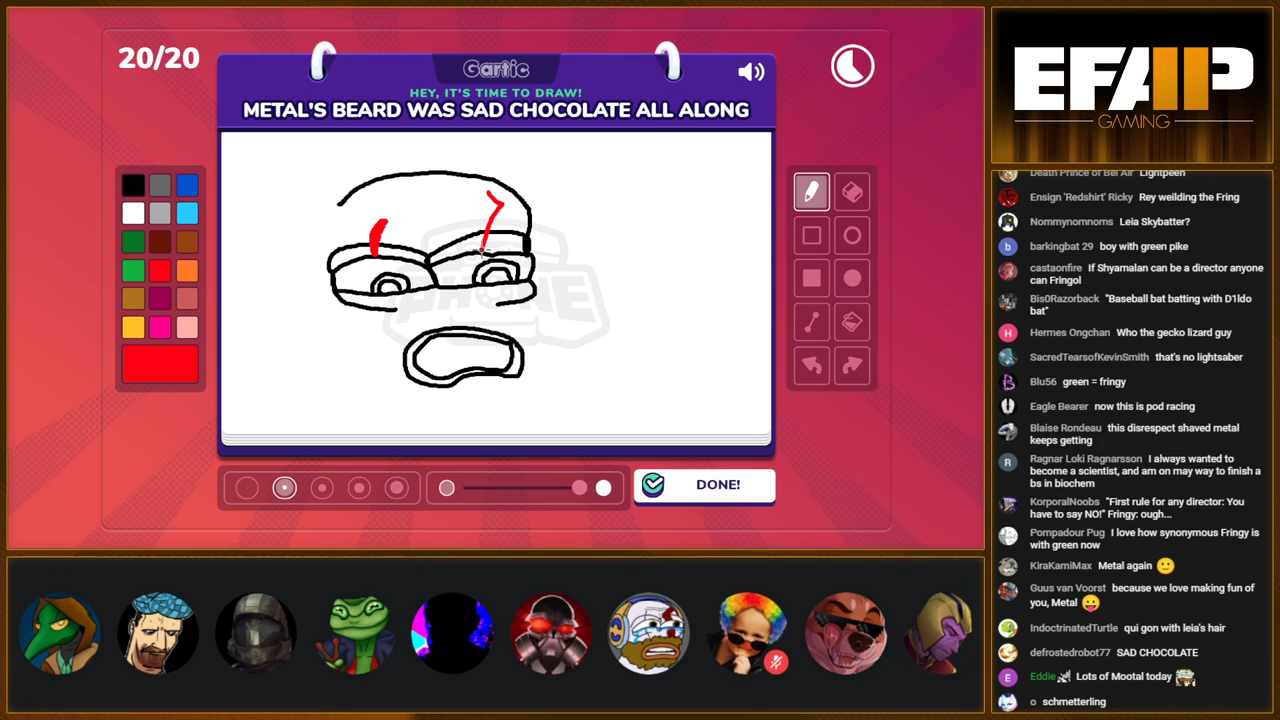 20/20
Gartic
HEY, IT'S TIME TO DRAW!
METAL'S BEARD WAS SAD CHOCOLATE ALL ALONG
PHONE
DONE!
EFAP
GAMING
Death Prince of Bel Air Lightpeen
Ensign 'Redshirt' Ricky Rey weilding the Fring
Nommynomnoms Leia Skybatter?
barkingbat 29 boy with green pike
castaonfire If Shyamalan can be a director anyone
can Fringol
Bis0Razorback "Baseball bat batting with D1ldo
bat"
Hermes Ongchan Who the gecko lizard guy
SacredTearsofKevinSmith that's no lightsaber
Blu56 green = fringy
Eagle Bearer now this is pod racing
Blaise Rondeau this disrespect shaved metal
keeps getting
Ragnar Loki Ragnarsson I always wanted to
become a scientist, and am on may way to finish a
bs in biochem
KorporalNoobs "First rule for any director: You
have to say NO!" Fringy: ough...
Pompadour Pug I love how synonymous Fringy is
with green now
KiraKamiMax Metal again
Guus van Voorst because we love making fun of
you, Metal
IndoctrinatedTurtle qui gon with leia's hair
defrostedrobot77 SAD CHOCOLATE
Eddie Lots of Mootal today
o schmetterling